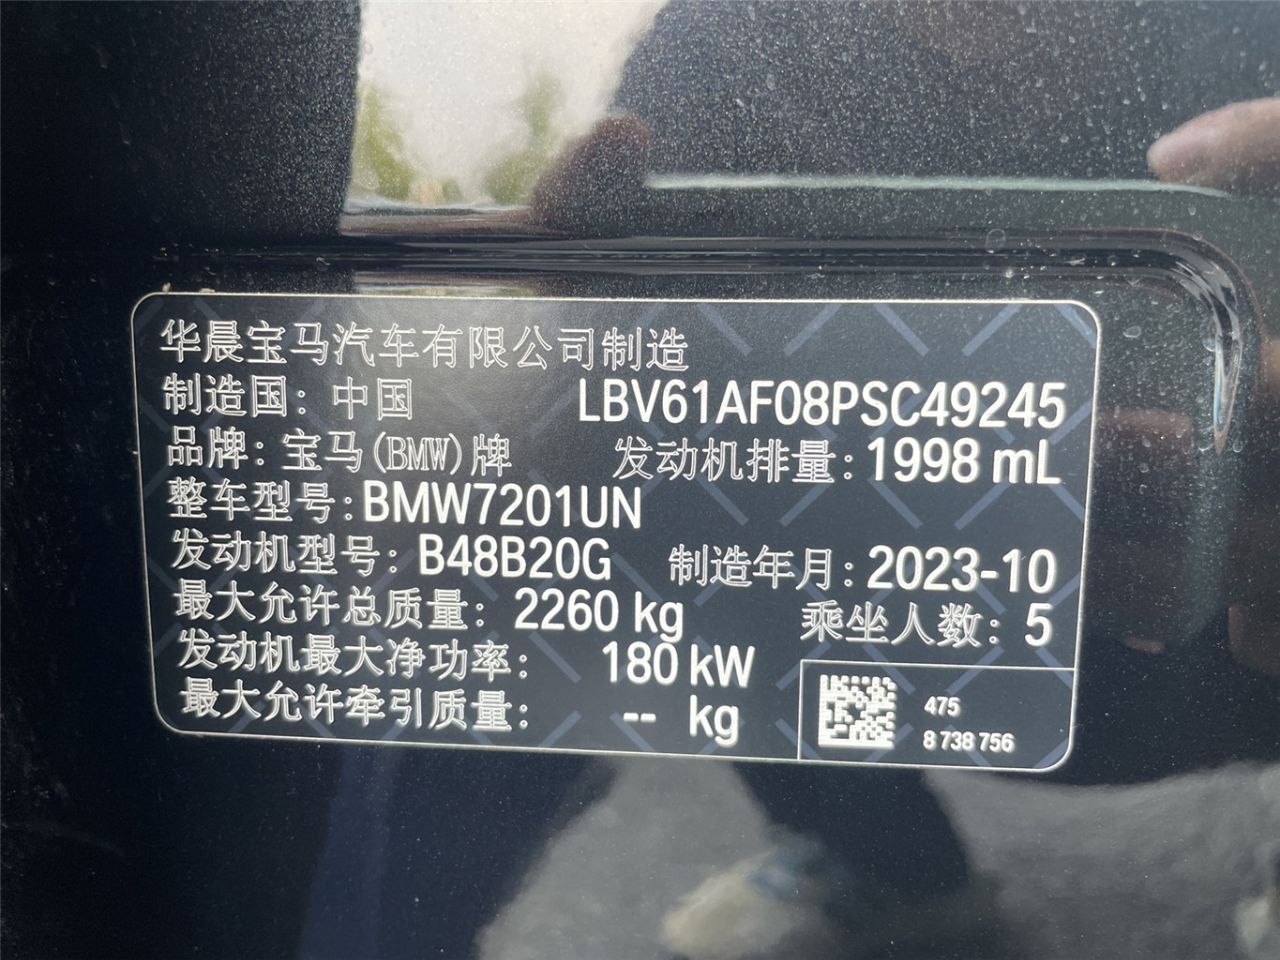 华晨宝马汽车有限公司制造
制造国：中国 LBV61AF08PSC49245
品牌：宝马(BMW)牌 发动机排量：1998 mL
整车型号：BMW7201UN
发动机型号：B48B20G 制造年月：2023-10
最大允许总质量：2260 kg 乘坐人数：5
发动机最大净功率：180 kW
最大允许牵引质量：-- kg
475
8 738 756